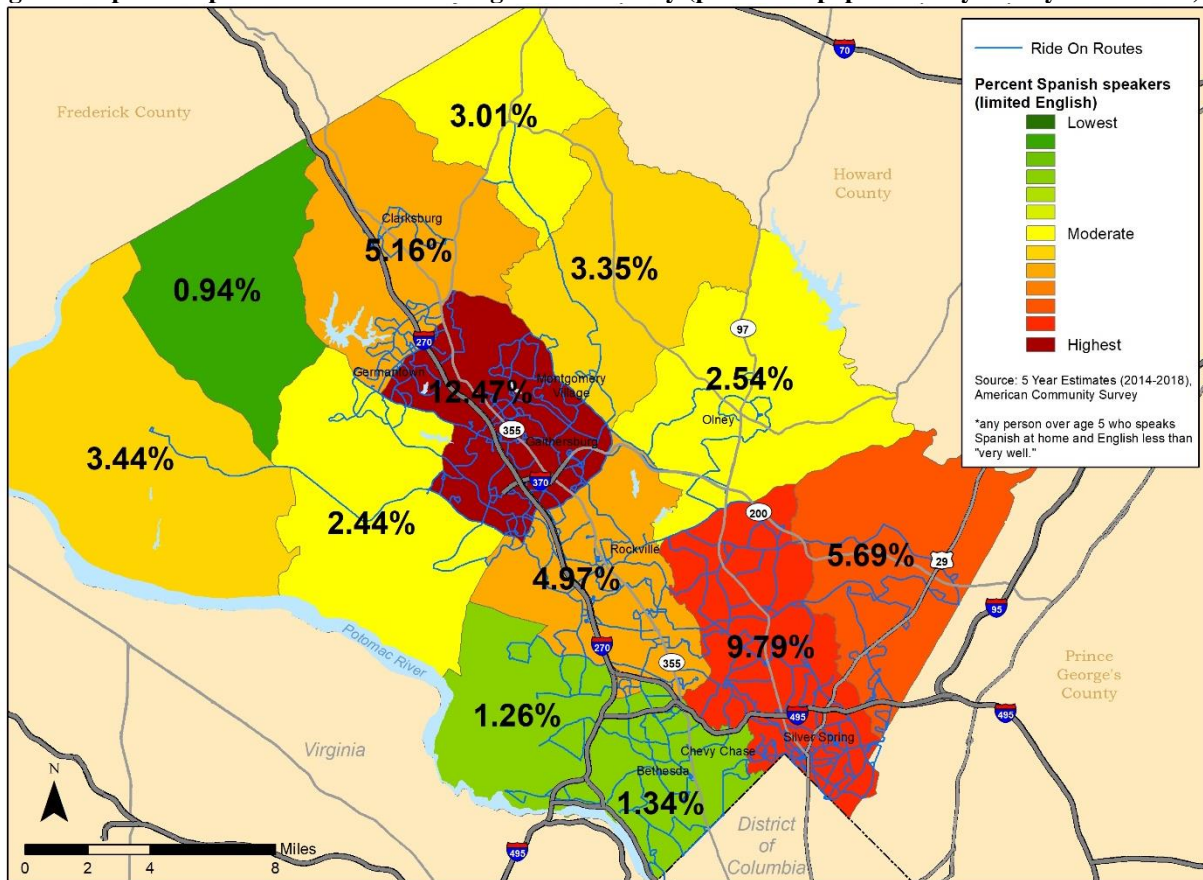 Ride On Routes
Percent Spanish speakers
(limited English)
Lowest
Moderate
Highest
Source: 5 Year Estimates (2014-2018),
American Community Survey
*any person over age 5 who speaks
Spanish at home and English less than
"very well."
70
Frederick County
3.01%
Howard
County
Clarksburg
5.16%
3.35%
0.94%
97
270
Germantown
12.47%
Montgomery
Village
2.54%
Olney
355
Gaithersburg
3.44%
370
2.44%
200
Rockville
5.69%
29
4.97%
95
Potomac River
270
355
9.79%
Prince
George's
County
1.26%
495
495
Virginia
Chevy Chase
Silver Spring
Bethesda
1.34%
N
District
of
Columbia
Miles
0 2 4 8
495